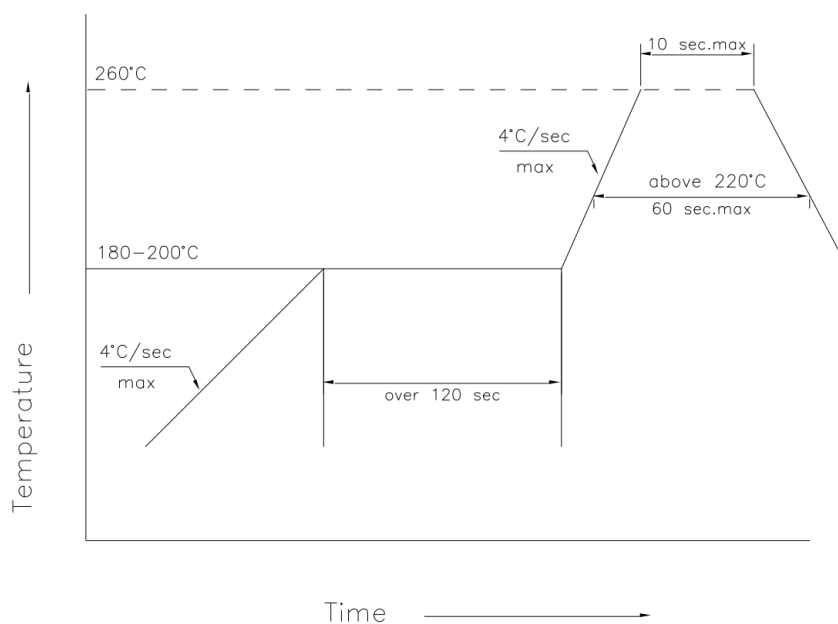 10 sec.max
260°C
4°C/sec
max
above 220°C
60 sec.max
180-200°C
4°C/sec
max
over 120 sec
Temperature
Time